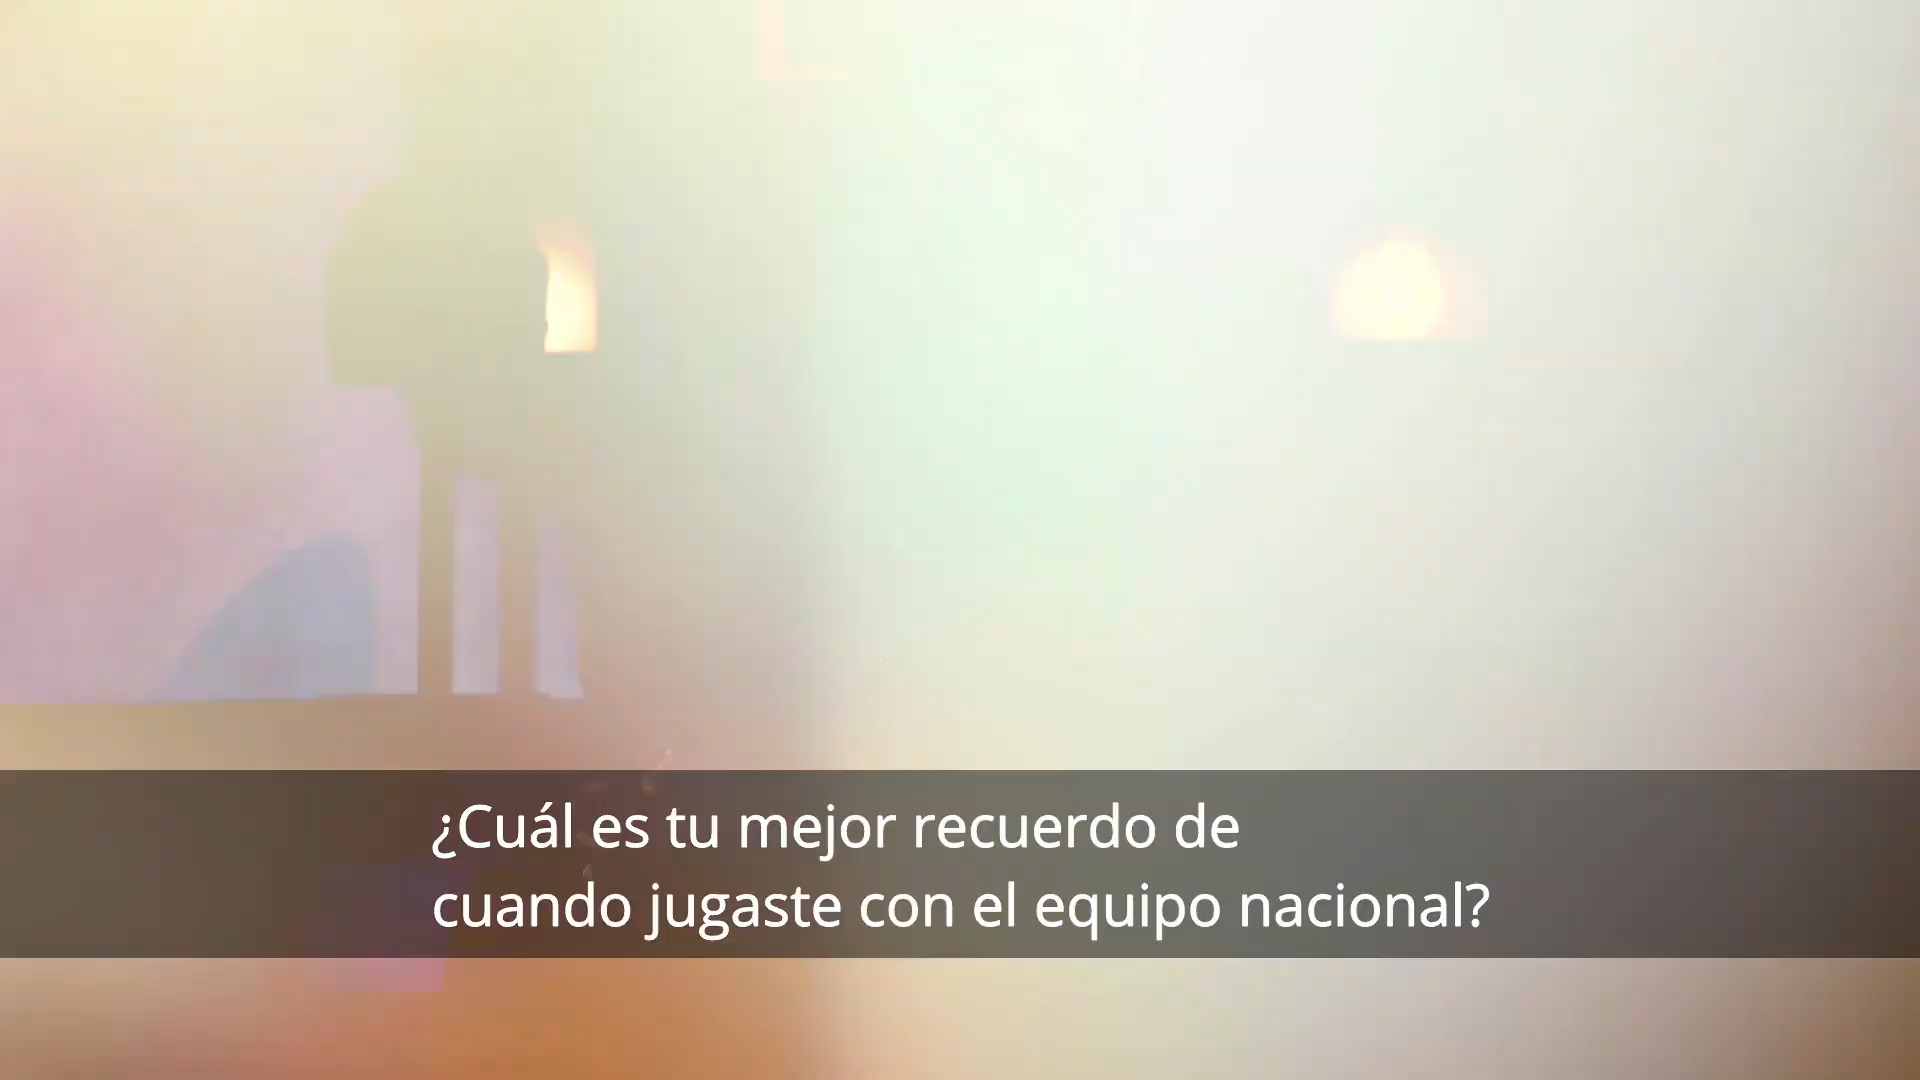 ¿Cuál es tu mejor recuerdo de
cuando jugaste con el equipo nacional?